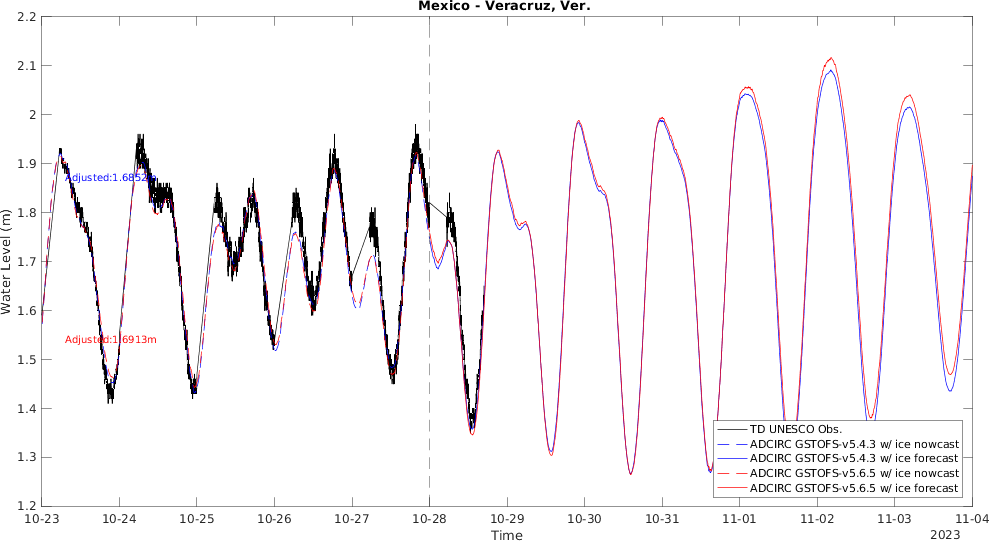 Mexico - Veracruz, Ver.
2.2
2.1
2
1.9
1.8
1.7
1.6
1.5
1.4
1.3
1.2
Water Level (m)
Adjusted:1.6852m
Adjusted:1.6913m
TD UNESCO Obs.
ADCIRC GSTOFS-v5.4.3 w/ ice nowcast
ADCIRC GSTOFS-v5.4.3 w/ ice forecast
ADCIRC GSTOFS-v5.6.5 w/ ice nowcast
ADCIRC GSTOFS-v5.6.5 w/ ice forecast
10-23 10-24 10-25 10-26 10-27 10-28 10-29 10-30 10-31 11-01 11-02 11-03 11-04
Time
2023